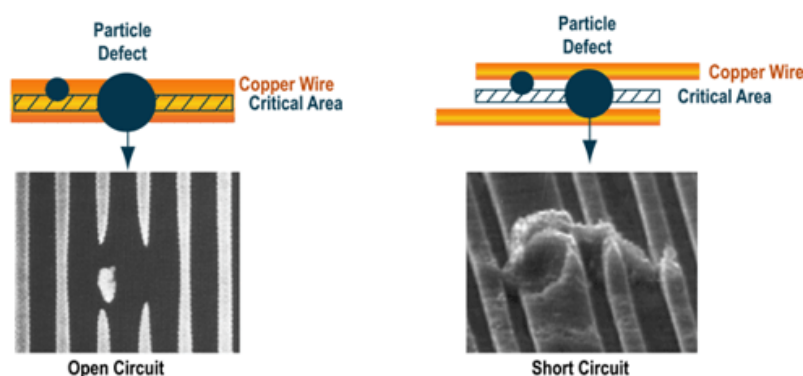 Particle
Defect
Copper Wire
Critical Area
Open Circuit
Particle
Defect
Copper Wire
Critical Area
Short Circuit